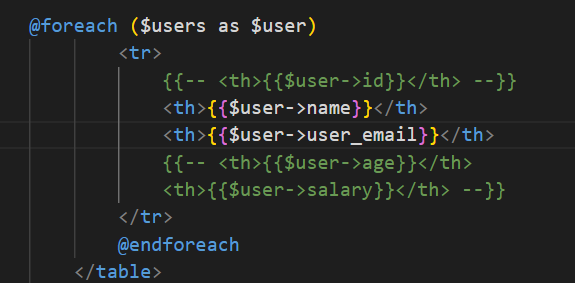 @foreach ($users as $user)
<tr>
{{-- <th>{{$user->id}}</th> --}}
<th>{{$user->name}}</th>
<th>{{$user->user_email}}</th>
{{-- <th>{{$user->age}}</th>
<th>{{$user->salary}}</th> --}}
</tr>
@endforeach
</table>